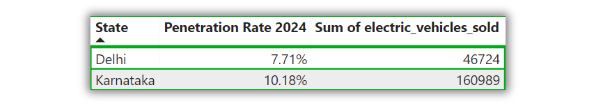 State Penetration Rate 2024 Sum of electric_vehicles_sold
Delhi 7.71% 46724
Karnataka 10.18% 160989